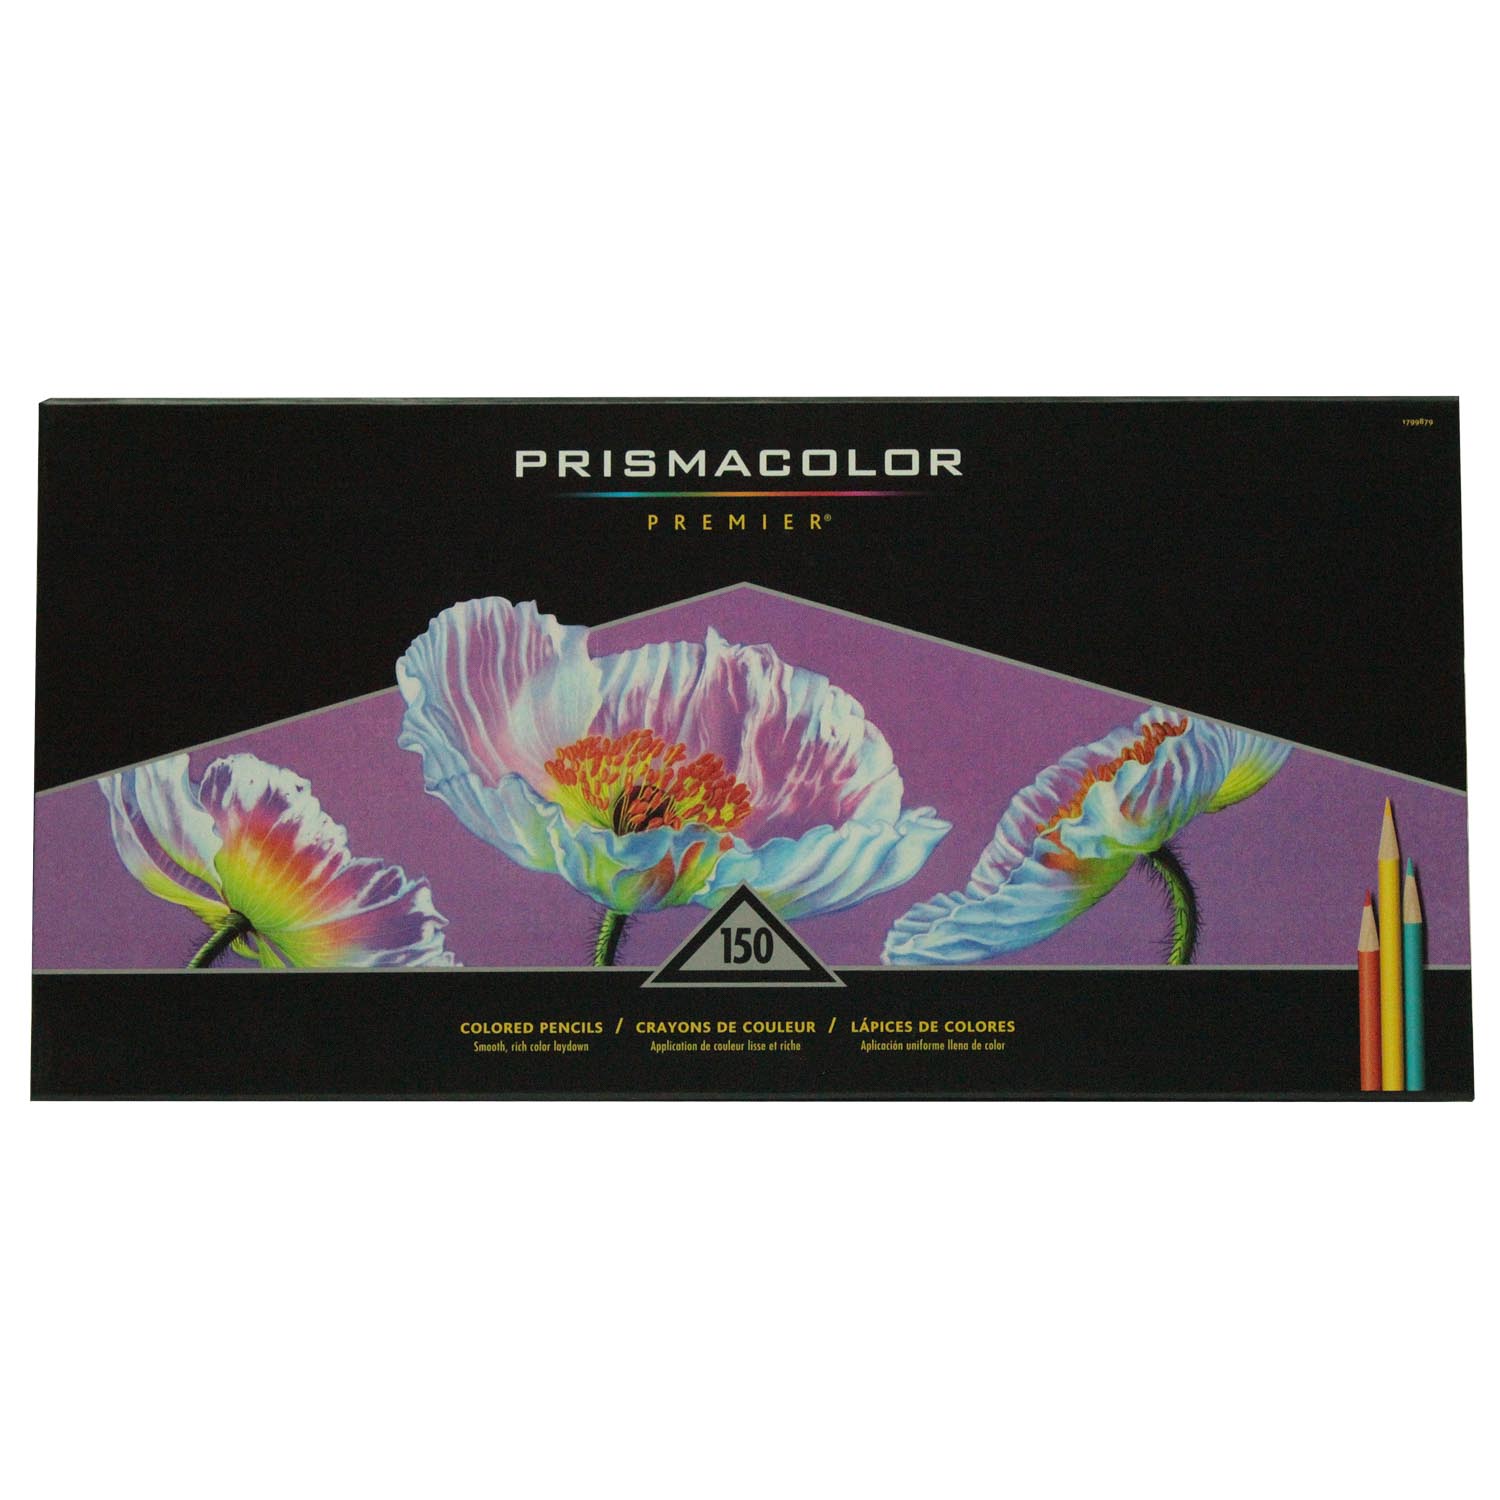 1799879
PRISMACOLOR
PREMIER®
150
COLORED PENCILS / CRAYONS DE COULEUR / LÁPICES DE COLORES
Smooth, rich color laydown Application de couleur lisse et riche Aplicación uniforme llena de color